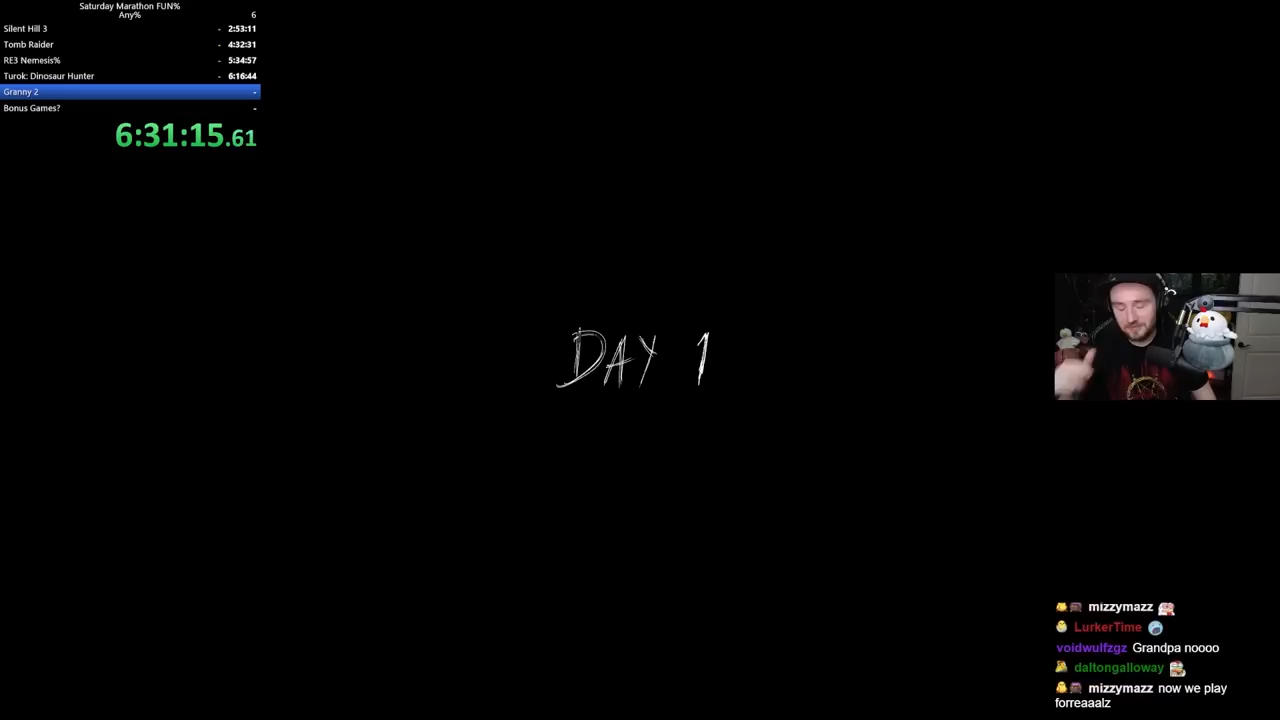 Saturday Marathon FUN%
Any% 6
Silent Hill 3 - 2:53:11
Tomb Raider - 4:32:31
RE3 Nemesis% - 5:34:57
Turok: Dinosaur Hunter - 6:16:44
Granny 2 -
Bonus Games? -
6:31:15.61
DAY 1
mizzymazz
LurkerTime
voidwulfzgz Grandpa noooo
daltongalloway
mizzymazz now we play
forreaaalz